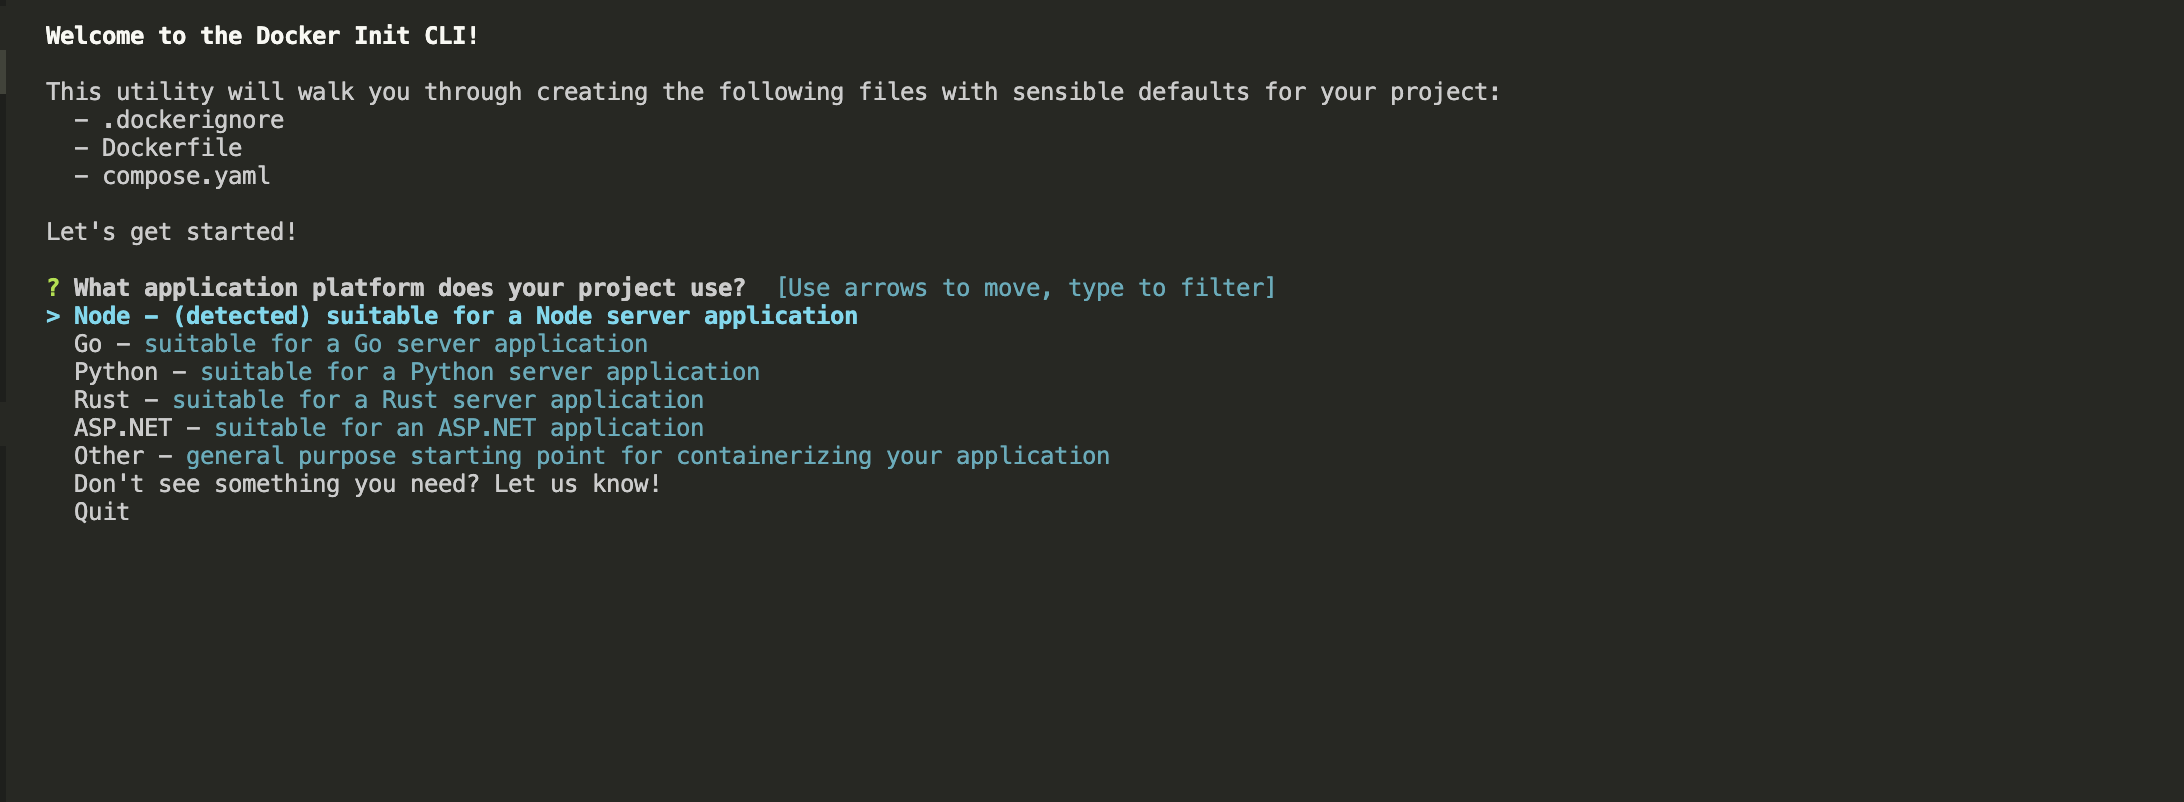 Welcome to the Docker Init CLI!
This utility will walk you through creating the following files with sensible defaults for your project:
- .dockerignore
- Dockerfile
- compose.yaml
Let's get started!
? What application platform does your project use? [Use arrows to move, type to filter]
> Node - (detected) suitable for a Node server application
Go - suitable for a Go server application
Python - suitable for a Python server application
Rust - suitable for a Rust server application
ASP.NET - suitable for an ASP.NET application
Other - general purpose starting point for containerizing your application
Don't see something you need? Let us know!
Quit